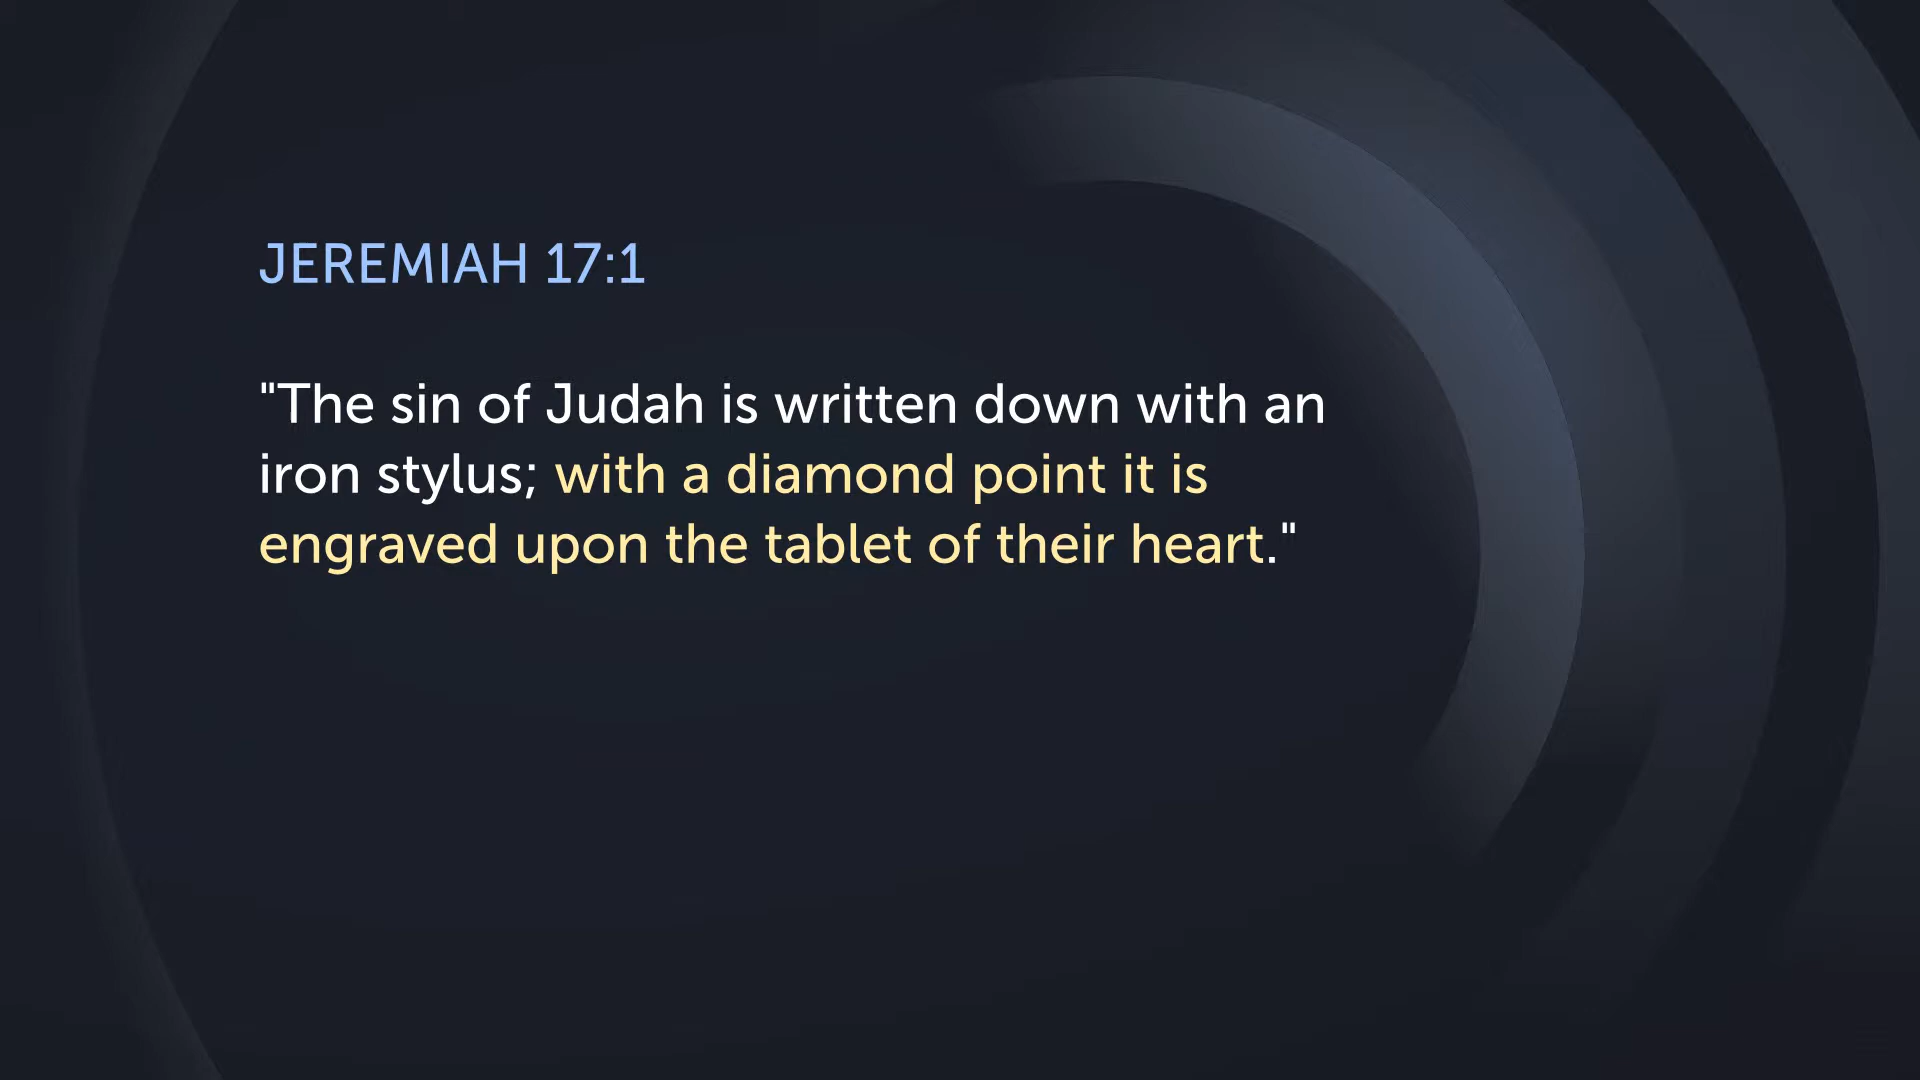 JEREMIAH 17:1
"The sin of Judah is written down with an
iron stylus; with a diamond point it is
engraved upon the tablet of their heart."